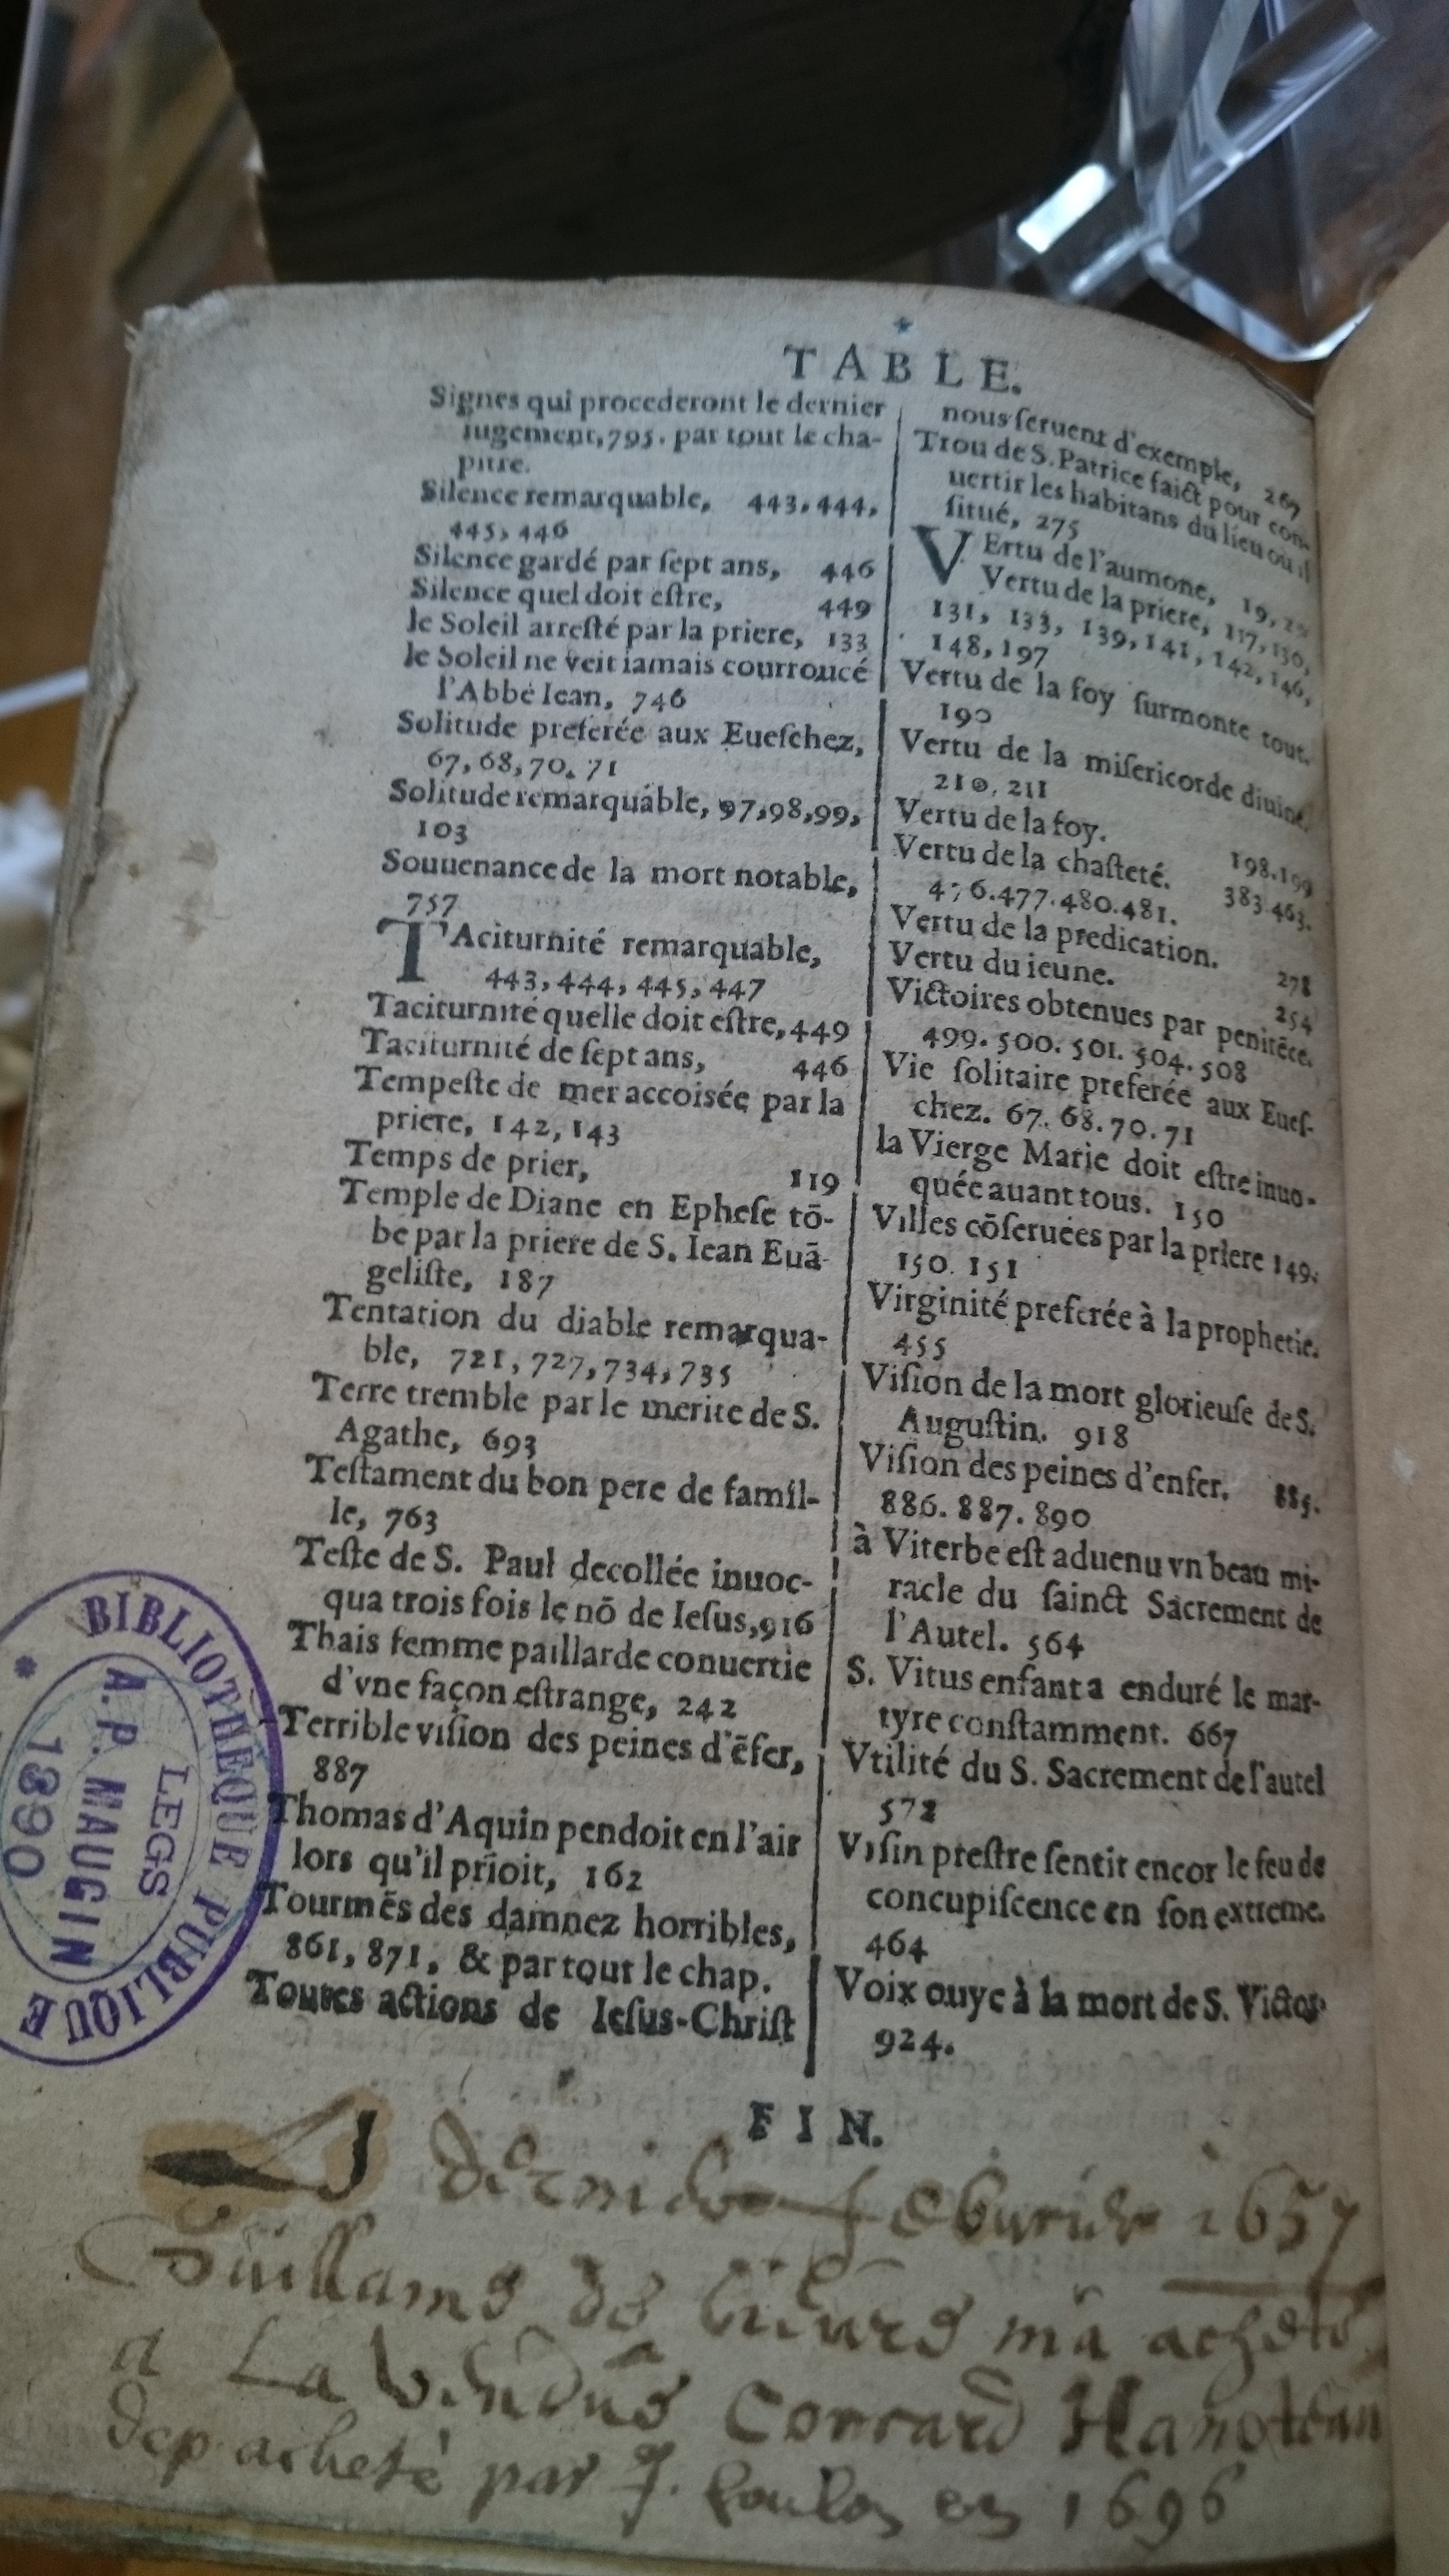 TABLE.
Signes qui procederont le dernier
iugement, 795. par tout le cha-
pitre.
Silence remarquable, 443, 444,
445, 446
Silence gardé par ſept ans, 446
Silence quel doit eſtre, 449
le Soleil arreſté par la priere, 133
le Soleil ne veit iamais courroucé
l'Abbé Iean, 746
Solitude preferée aux Eueſchez,
67, 68, 70. 71
Solitude remarquable, 97, 98, 99,
103
Souuenance de la mort notable,
757
TAciturnité remarquable,
443, 444, 445, 447
Taciturnité quelle doit eſtre, 449
Taciturnité de ſept ans, 446
Tempeſte de mer accoisée par la
priere, 142, 143
Temps de prier, 119
Temple de Diane en Epheſe tō-
be par la priere de S. Iean Euā-
geliſte, 187
Tentation du diable remarqua-
ble, 721, 727, 734, 735
Terre tremble par le merite de S.
Agathe, 693
Teſtament du bon pere de famil-
le, 763
Teſte de S. Paul decollée inuoc-
qua trois fois le nō de Ieſus, 916
Thais femme paillarde conuertie
d'vne façon eſtrange, 242
Terrible viſion des peines d'ēfer,
887
Thomas d'Aquin pendoit en l'air
lors qu'il prioit, 162
Tourmēs des damnez horribles,
861, 871, & par tout le chap.
Toutes actions de Ieſus-Chriſt
nous ſeruent d'exemple, 267
Trou de S. Patrice faict pour con-
uertir les habitans du lieu ou il
ſitué, 275
VErtu de l'aumone, 19,
Vertu de la priere, 117, 130,
131, 133, 139, 141, 142, 146,
148, 197
Vertu de la foy ſurmonte tout.
190
Vertu de la miſericorde diuine.
210, 211
Vertu de la foy. 198. 199
Vertu de la chaſteté. 383. 463.
476. 477. 480. 481.
Vertu de la predication. 278
Vertu du ieune. 254
Victoires obtenues par penitēce.
499. 500. 501. 504. 508
Vie ſolitaire preferée aux Eueſ-
chez. 67. 68. 70. 71
la Vierge Marie doit eſtre inuo-
quée auant tous. 150
Villes cōſeruées par la priere 149.
150. 151
Virginité preferée à la prophetie.
455
Viſion de la mort glorieuſe de S.
Auguſtin. 918
Viſion des peines d'enfer. 885.
886. 887. 890
à Viterbe eſt aduenu vn beau mi-
racle du ſainct Sacrement de
l'Autel. 564
S. Vitus enfant a enduré le mar-
tyre conſtamment. 667
Vtilité du S. Sacrement de l'autel
572
Vrſin preſtre ſentit encor le feu de
concupiſcence en ſon extreme.
464
Voix ouye à la mort de S. Victor
924.
FIN.
BIBLIOTHEQUE PUBLIQUE
LEGS
A. P. MAUGIN
1890
febvrier 1657
Guillame de ma acheté
a La Conrard
dep acheté par J. en 1696